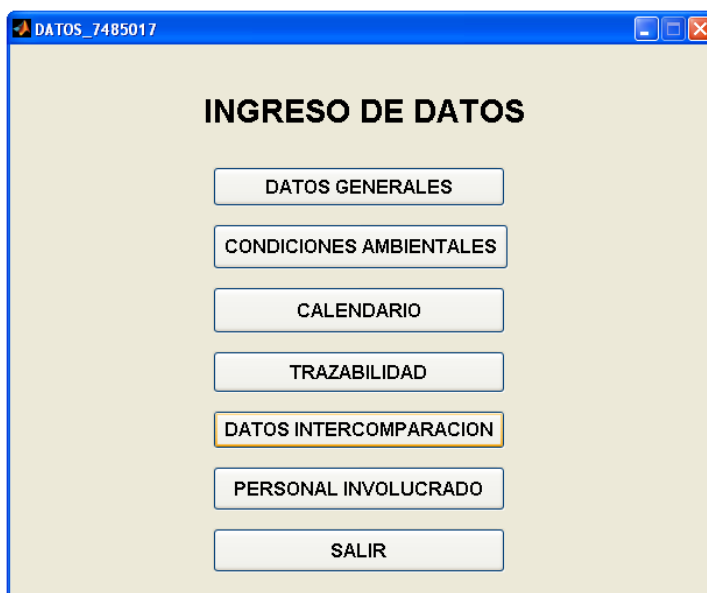 DATOS_7485017
INGRESO DE DATOS
DATOS GENERALES
CONDICIONES AMBIENTALES
CALENDARIO
TRAZABILIDAD
DATOS INTERCOMPARACION
PERSONAL INVOLUCRADO
SALIR